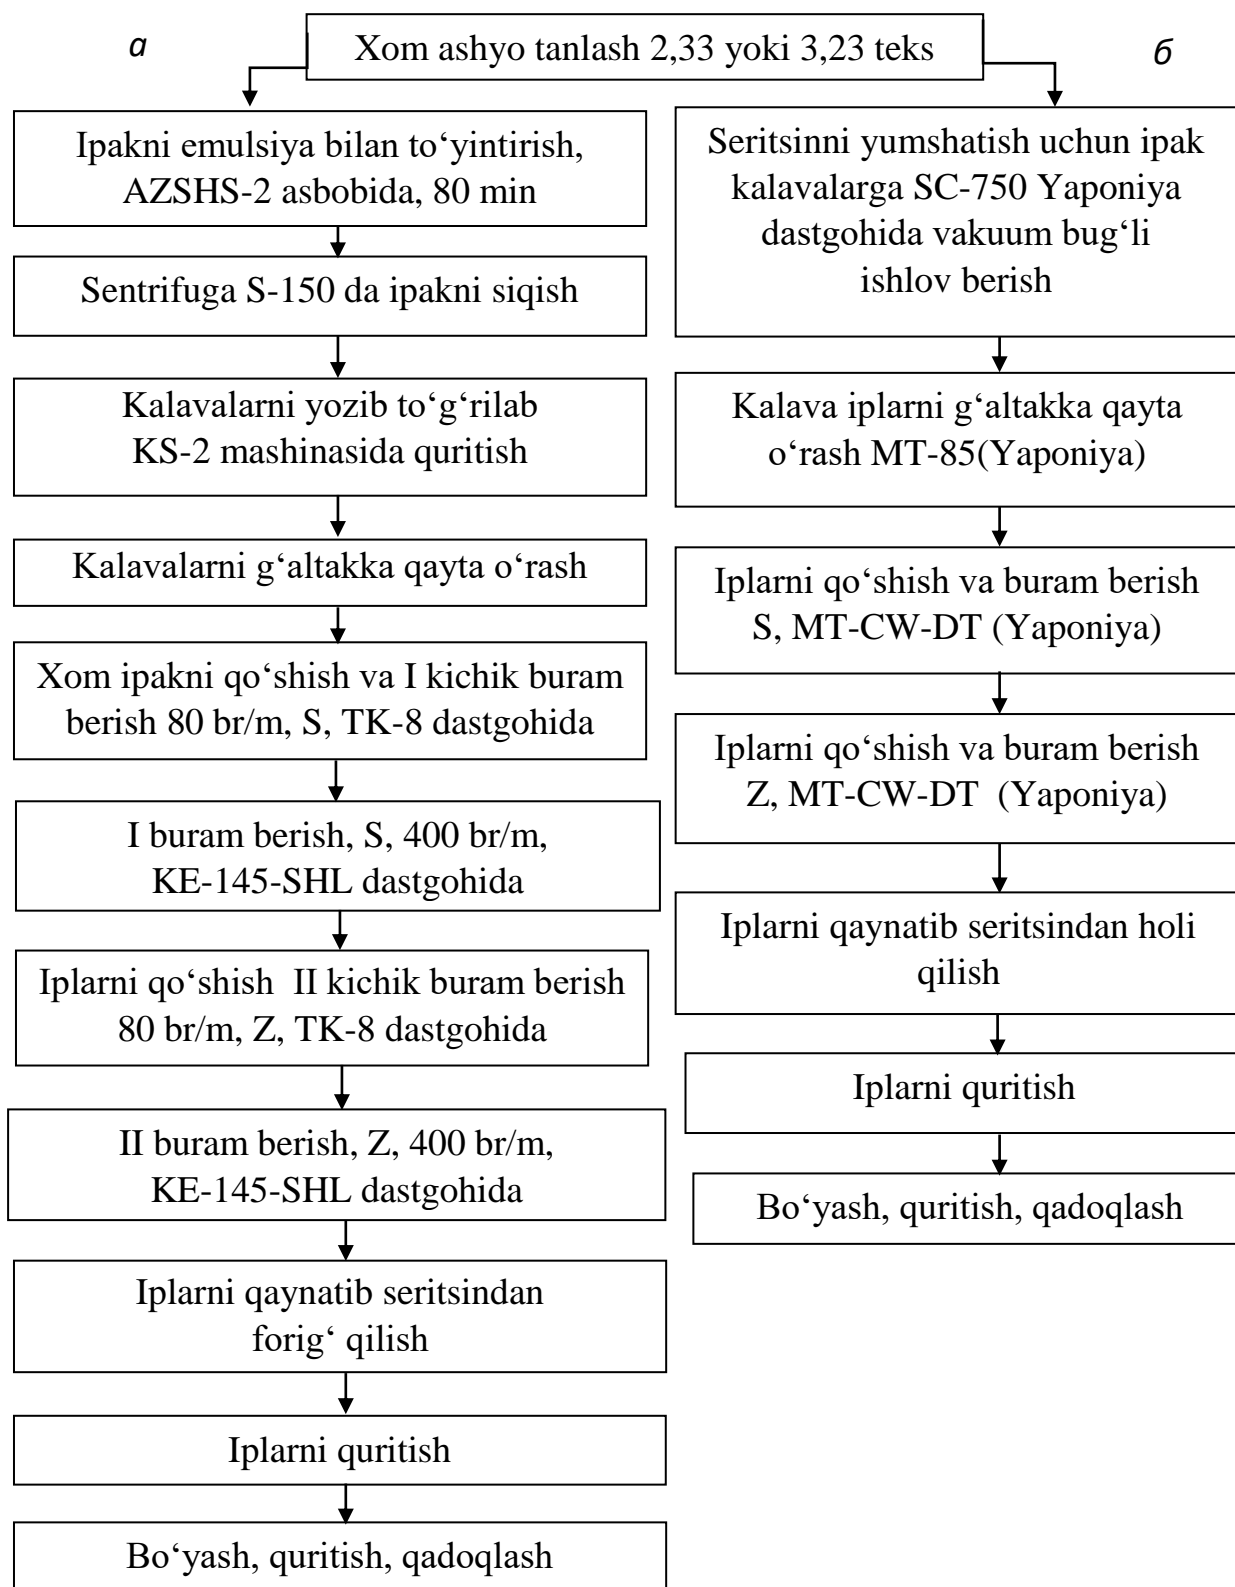 а
Xom ashyo tanlash 2,33 yoki 3,23 teks
б
Ipakni emulsiya bilan to‘yintirish,
AZSHS-2 asbobida, 80 min
Sentrifuga S-150 da ipakni siqish
Kalavalarni yozib to‘g‘rilab
KS-2 mashinasida quritish
Kalavalarni g‘altakka qayta o‘rash
Xom ipakni qo‘shish va I kichik buram
berish 80 br/m, S, TK-8 dastgohida
I buram berish, S, 400 br/m,
KE-145-SHL dastgohida
Iplarni qo‘shish II kichik buram berish
80 br/m, Z, TK-8 dastgohida
II buram berish, Z, 400 br/m,
KE-145-SHL dastgohida
Iplarni qaynatib seritsindan
forig‘ qilish
Iplarni quritish
Bo‘yash, quritish, qadoqlash
Seritsinni yumshatish uchun ipak
kalavalarga SC-750 Yaponiya
dastgohida vakuum bug‘li
ishlov berish
Kalava iplarni g‘altakka qayta
o‘rash MT-85(Yaponiya)
Iplarni qo‘shish va buram berish
S, MT-CW-DT (Yaponiya)
Iplarni qo‘shish va buram berish
Z, MT-CW-DT (Yaponiya)
Iplarni qaynatib seritsindan holi
qilish
Iplarni quritish
Bo‘yash, quritish, qadoqlash